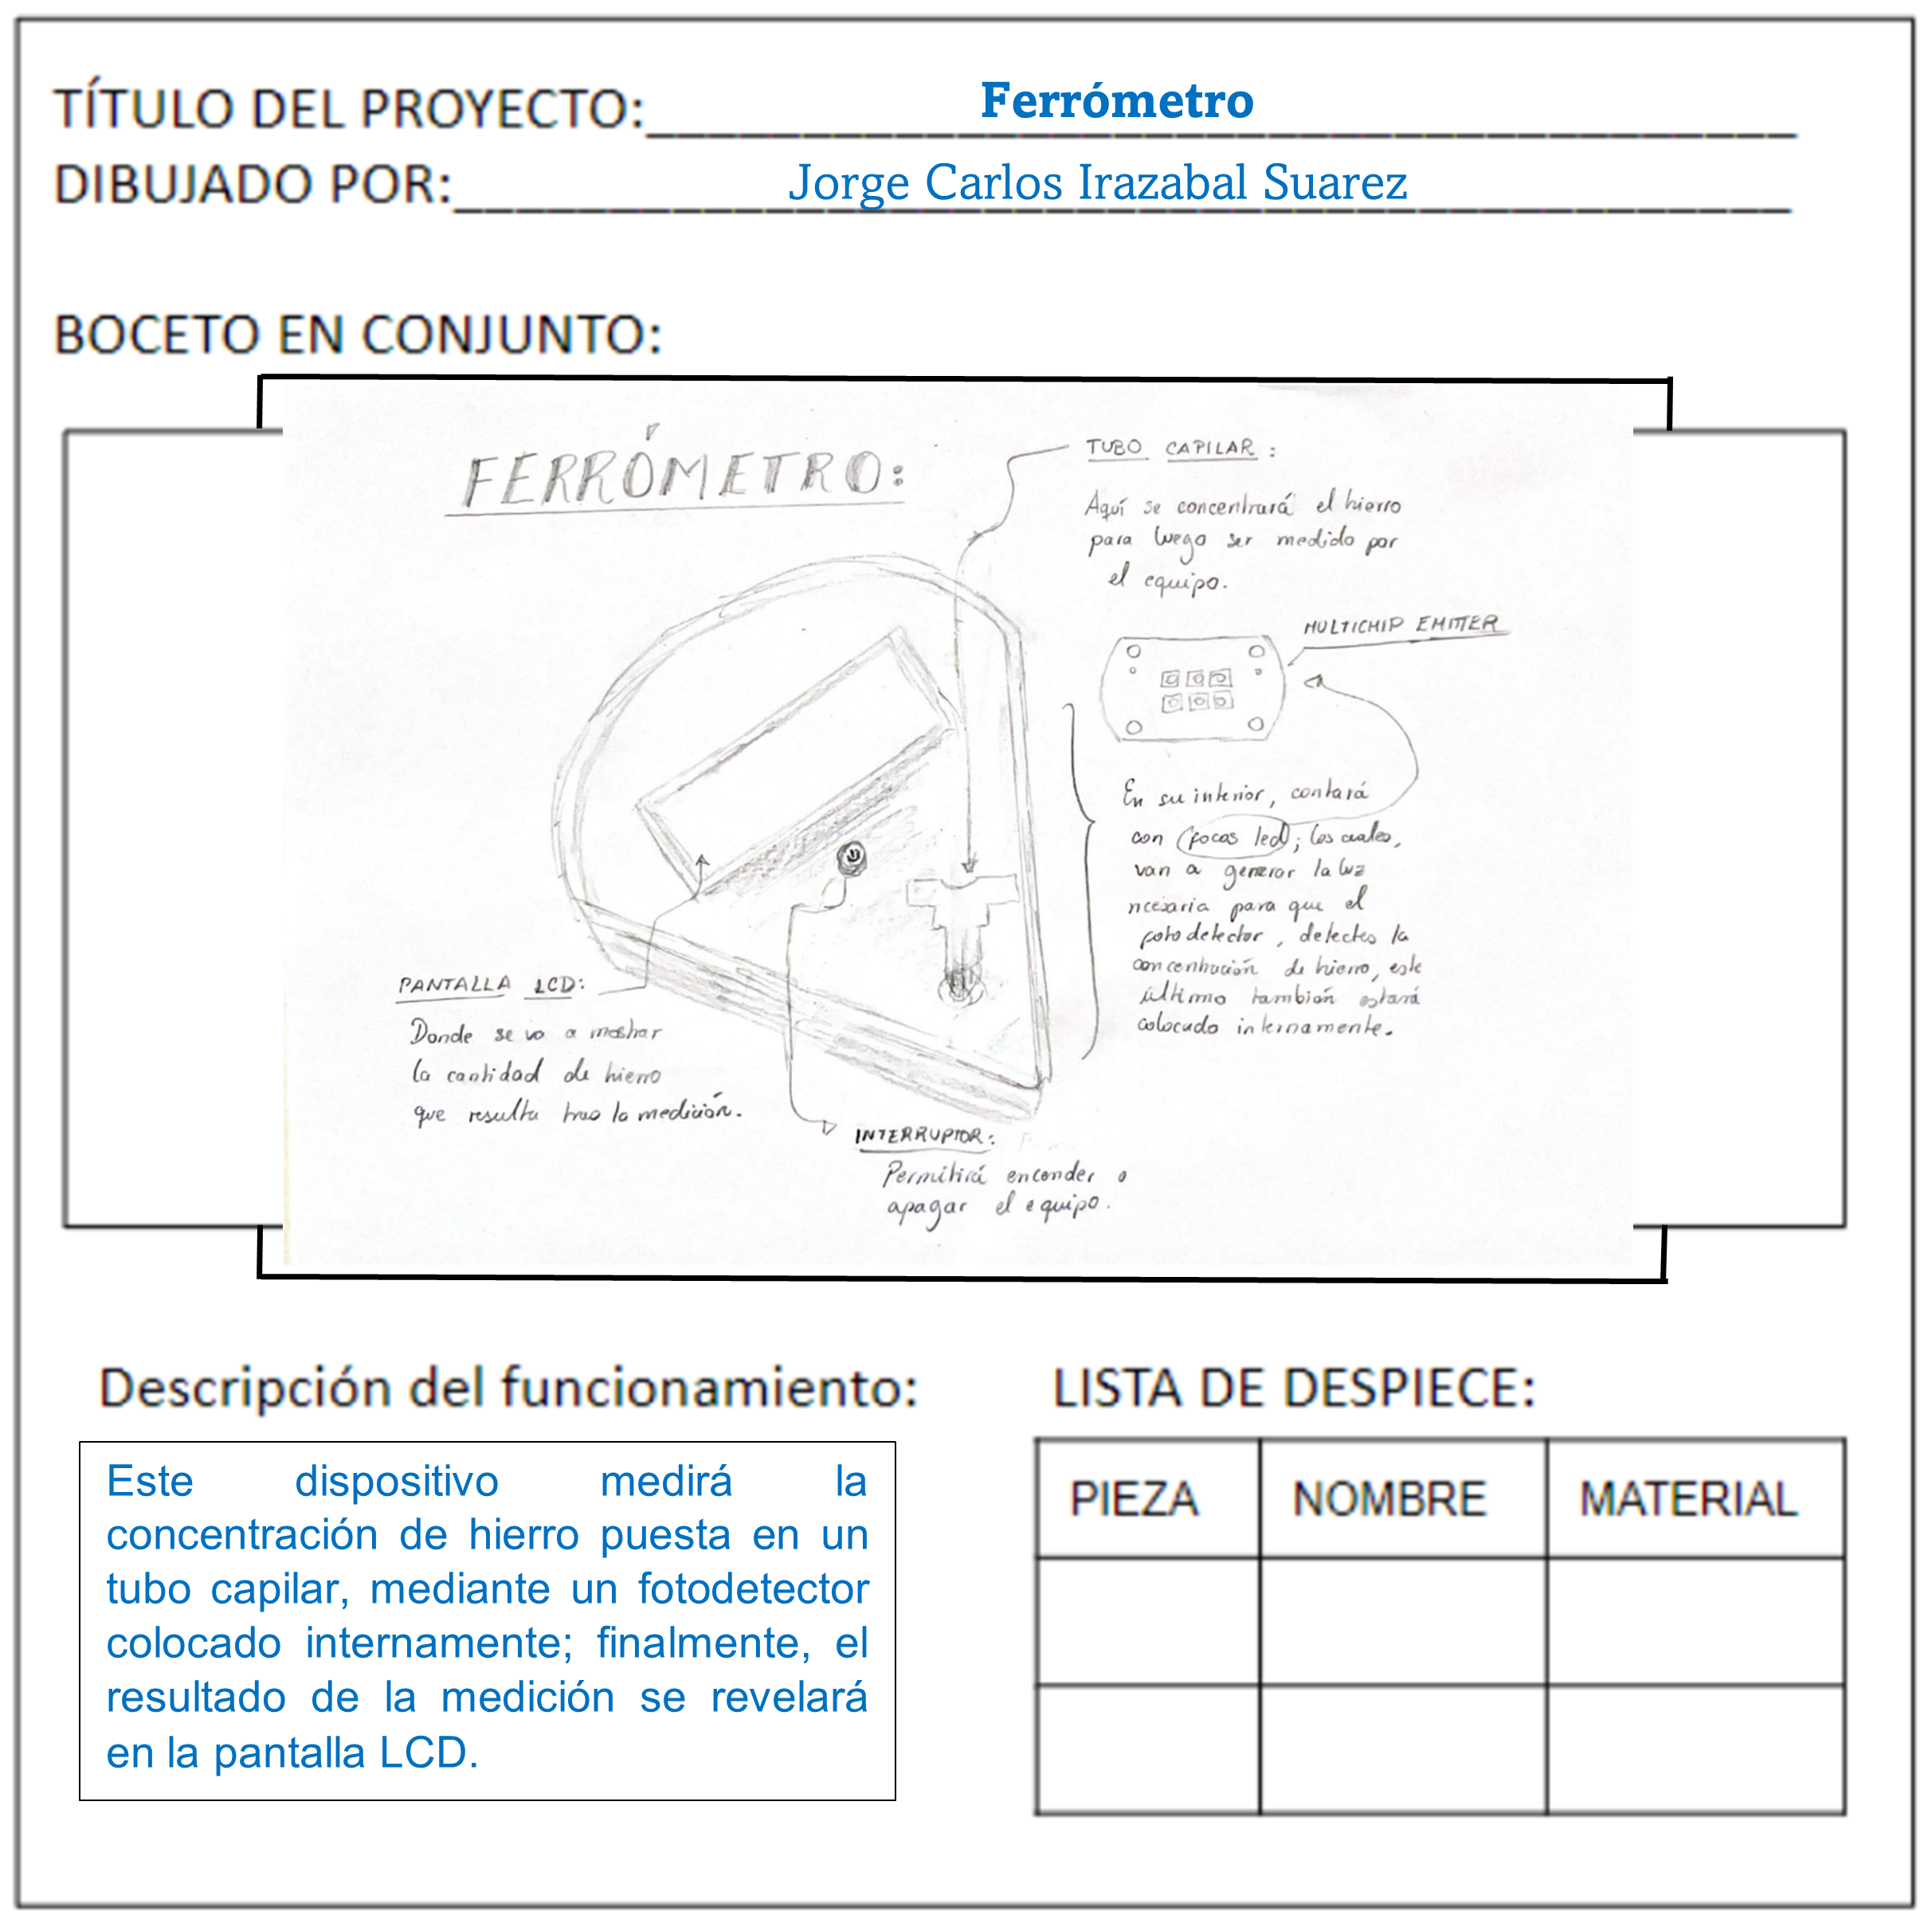 TÍTULO DEL PROYECTO: Ferrómetro
DIBUJADO POR: Jorge Carlos Irazabal Suarez
BOCETO EN CONJUNTO:
FERRÓMETRO:
TUBO CAPILAR :
Aquí se concentrará el hierro
para luego ser medido por
el equipo.
MULTICHIP EMITTER
En su interior, contará
con focos led; los cuales,
van a generar la luz
ncesaria para que el
fotodetector, detectes la
concentración de hierro, este
último también estará
colocado internamente.
PANTALLA LCD:
Donde se va a mostrar
la cantidad de hierro
que resulta tras la medición.
INTERRUPTOR:
Permitirá encender o
apagar el equipo.
Descripción del funcionamiento:
Este dispositivo medirá la
concentración de hierro puesta en un
tubo capilar, mediante un fotodetector
colocado internamente; finalmente, el
resultado de la medición se revelará
en la pantalla LCD.
LISTA DE DESPIECE:
PIEZA NOMBRE MATERIAL